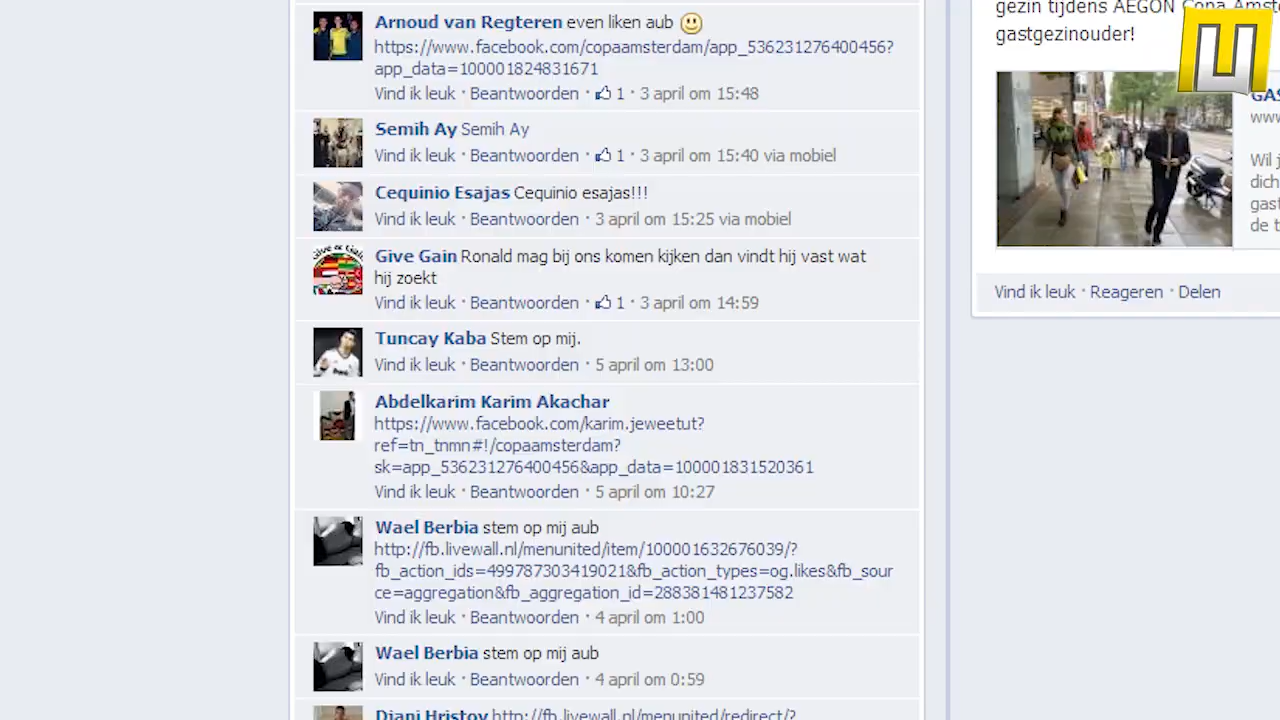 gezin tijdens AEGON Copa Amst
gastgezinouder!
Arnoud van Regteren even liken aub
https://www.facebook.com/copaamsterdam/app_536231276400456?
app_data=100001824831671
Vind ik leuk · Beantwoorden · 1 · 3 april om 15:48
Semih Ay Semih Ay
Vind ik leuk · Beantwoorden · 1 · 3 april om 15:40 via mobiel
Cequinio Esajas Cequinio esajas!!!
Vind ik leuk · Beantwoorden · 3 april om 15:25 via mobiel
Give Gain Ronald mag bij ons komen kijken dan vindt hij vast wat
hij zoekt
Vind ik leuk · Beantwoorden · 1 · 3 april om 14:59
Tuncay Kaba Stem op mij.
Vind ik leuk · Beantwoorden · 5 april om 13:00
Abdelkarim Karim Akachar
https://www.facebook.com/karim.jeweetut?
ref=tn_tnmn#!/copaamsterdam?
sk=app_536231276400456&app_data=100001831520361
Vind ik leuk · Beantwoorden · 5 april om 10:27
Wael Berbia stem op mij aub
http://fb.livewall.nl/menunited/item/100001632676039/?
fb_action_ids=499787303419021&fb_action_types=og.likes&fb_sour
ce=aggregation&fb_aggregation_id=288381481237582
Vind ik leuk · Beantwoorden · 4 april om 1:00
Wael Berbia stem op mij aub
Vind ik leuk · Beantwoorden · 4 april om 0:59
Djani Hristov http://fb.livewall.nl/menunited/redirect/?
GAS
www
Wil j
dich
gast
de t
Vind ik leuk · Reageren · Delen